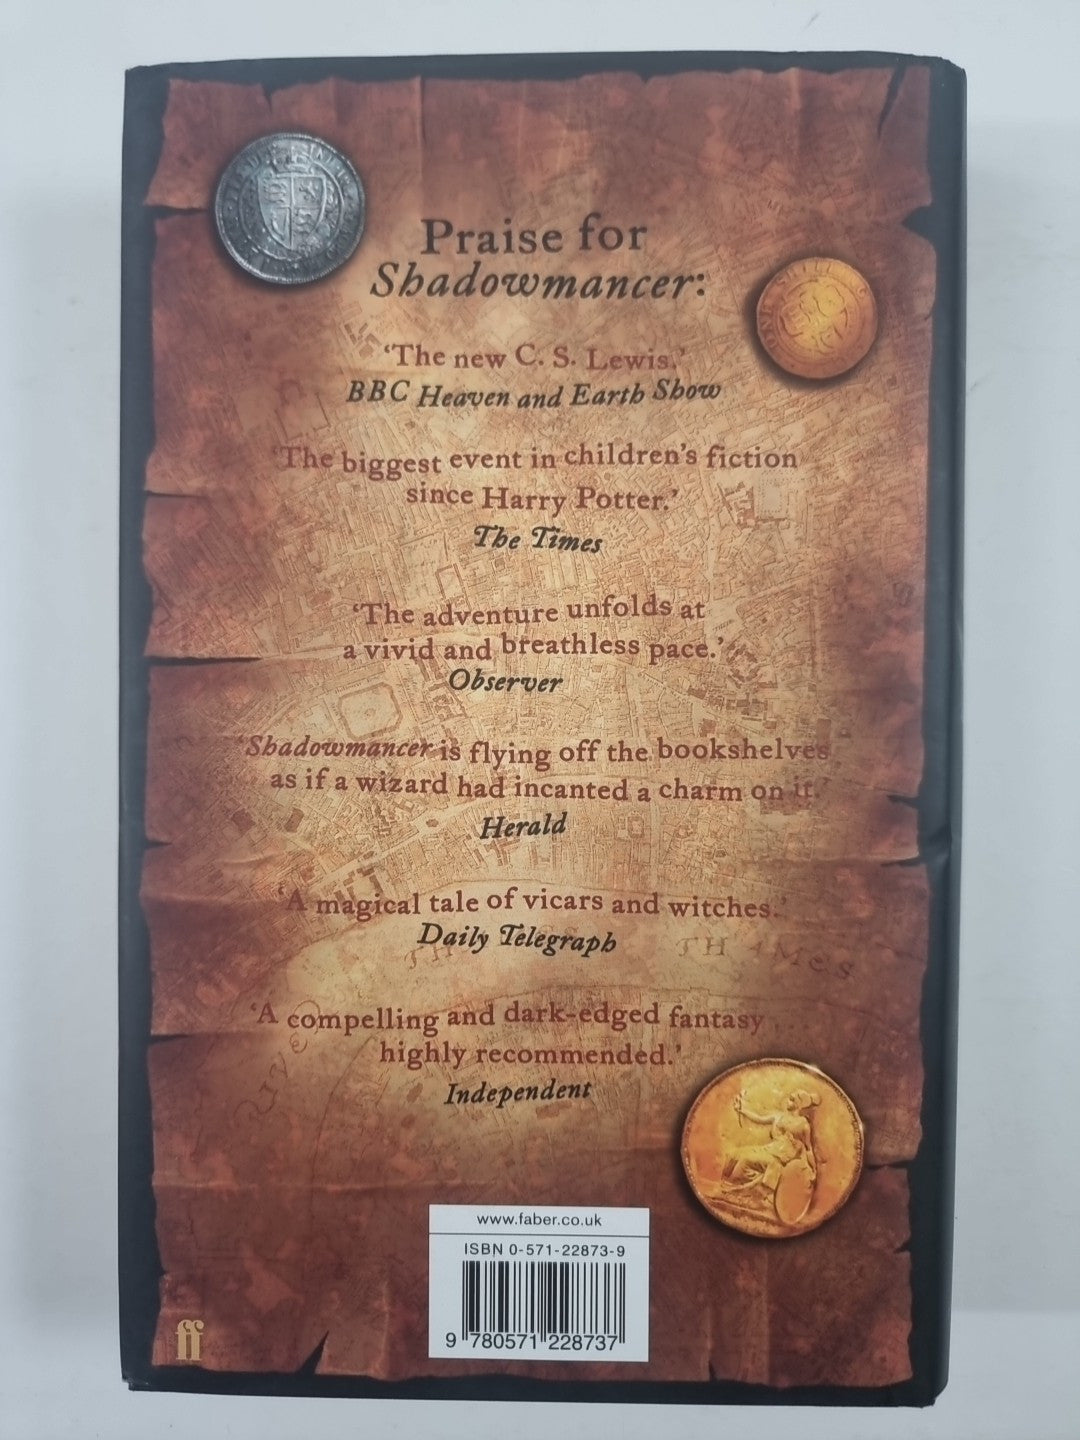 Praise for
Shadowmancer:
‘The new C. S. Lewis.’
BBC Heaven and Earth Show
‘The biggest event in children’s fiction
since Harry Potter.’
The Times
‘The adventure unfolds at
a vivid and breathless pace.’
Observer
‘Shadowmancer is flying off the bookshelves
as if a wizard had incanted a charm on it.’
Herald
‘A magical tale of vicars and witches.’
Daily Telegraph
THAMES
‘A compelling and dark-edged fantasy . . .
highly recommended.’
Independent
ONE SHILLING
www.faber.co.uk
ISBN 0-571-22873-9
9 780571 228737
ff